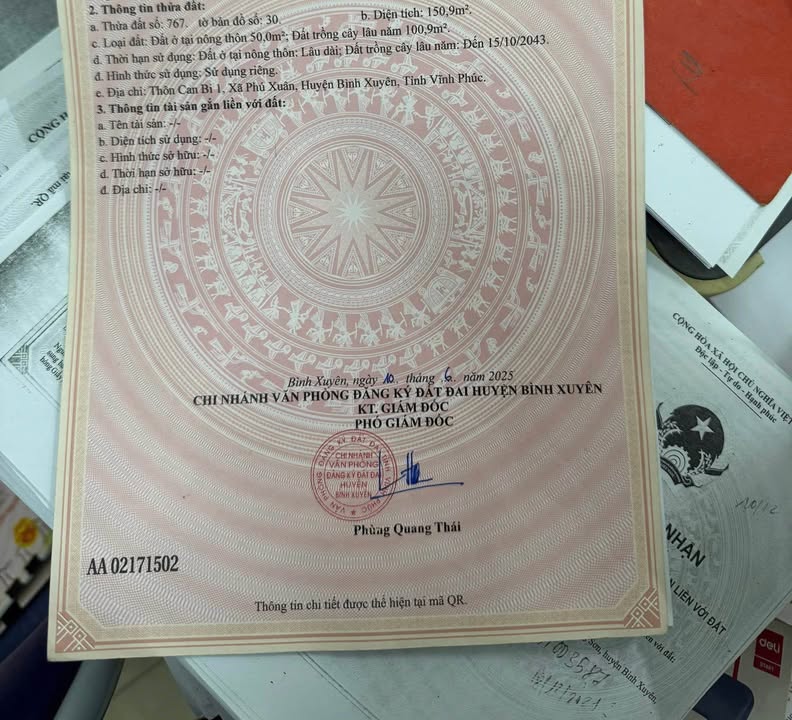 2. Thông tin thửa đất:
a. Thửa đất số: 767. tờ bản đồ số: 30. b. Diện tích: 150,9m².
c. Loại đất: Đất ở tại nông thôn 50,0m²; Đất trồng cây lâu năm 100,9m².
d. Thời hạn sử dụng: Đất ở tại nông thôn: Lâu dài; Đất trồng cây lâu năm: Đến 15/10/2043.
đ. Hình thức sử dụng: Sử dụng riêng.
e. Địa chỉ: Thôn Can Bi 1, Xã Phú Xuân, Huyện Bình Xuyên, Tỉnh Vĩnh Phúc.
3. Thông tin tài sản gắn liền với đất:
a. Tên tài sản: -/-
b. Diện tích sử dụng: -/-
c. Hình thức sở hữu: -/-
d. Thời hạn sở hữu: -/-
đ. Địa chỉ: -/-
Bình Xuyên, ngày 10. tháng .6. năm 2025
CHI NHÁNH VĂN PHÒNG ĐĂNG KÝ ĐẤT ĐAI HUYỆN BÌNH XUYÊN
KT. GIÁM ĐỐC
PHÓ GIÁM ĐỐC
CHI NHÁNH
VĂN PHÒNG
ĐĂNG KÝ ĐẤT ĐAI
HUYỆN
BÌNH XUYÊN
Phùng Quang Thái
AA 02171502
Thông tin chi tiết được thể hiện tại mã QR.
CỘNG H
mã QR.
CỘNG HÒA XÃ HỘI CHỦ NGHĨA VIỆT
Độc lập - Tự do - Hạnh phúc
NHẬN
N LIỀN VỚI ĐẤT
Sơn, huyện Bình Xuyên,
deli
START